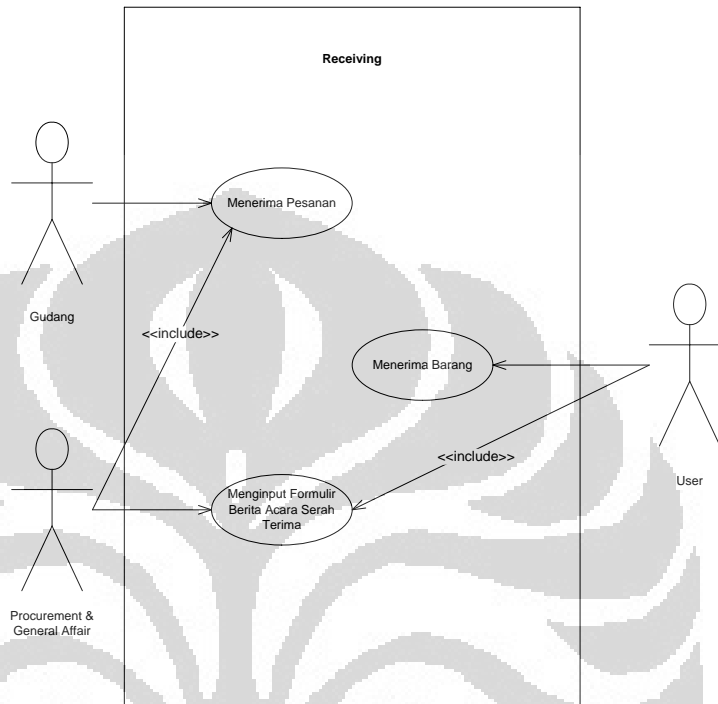 Receiving
Menerima Pesanan
Gudang
<<include>>
Menerima Barang
<<include>>
User
Menginput Formulir
Berita Acara Serah
Terima
Procurement &
General Affair